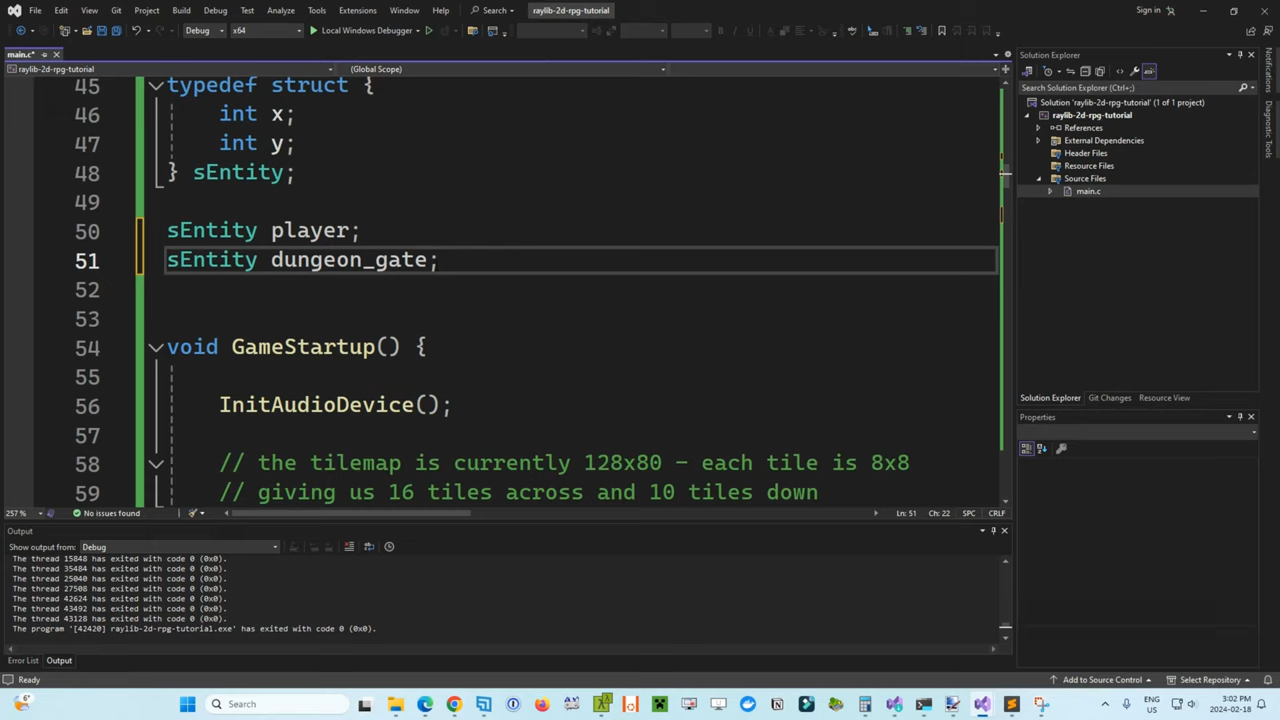 File Edit View Git Project Build Debug Test Analyze Tools Extensions Window Help Search raylib-2d-rpg-tutorial Sign in
Debug x64 Local Windows Debugger
main.c*
raylib-2d-rpg-tutorial (Global Scope)
45 typedef struct {
46 int x;
47 int y;
48 } sEntity;
49
50 sEntity player;
51 sEntity dungeon_gate;
52
53
54 void GameStartup() {
55
56 InitAudioDevice();
57
58 // the tilemap is currently 128x80 - each tile is 8x8
59 // giving us 16 tiles across and 10 tiles down
257 % No issues found Ln: 51 Ch: 22 SPC CRLF
Output
Show output from: Debug
The thread 15848 has exited with code 0 (0x0).
The thread 35484 has exited with code 0 (0x0).
The thread 25040 has exited with code 0 (0x0).
The thread 27508 has exited with code 0 (0x0).
The thread 42624 has exited with code 0 (0x0).
The thread 43492 has exited with code 0 (0x0).
The thread 43128 has exited with code 0 (0x0).
The program '[42420] raylib-2d-rpg-tutorial.exe' has exited with code 0 (0x0).
Error List Output
Ready
Solution Explorer
Search Solution Explorer (Ctrl+;)
Solution 'raylib-2d-rpg-tutorial' (1 of 1 project)
raylib-2d-rpg-tutorial
References
External Dependencies
Header Files
Resource Files
Source Files
main.c
Solution Explorer Git Changes Resource View
Properties
Notifications
Diagnostic Tools
Add to Source Control Select Repository
6°
Search
ENG
US
3:02 PM
2024-02-18